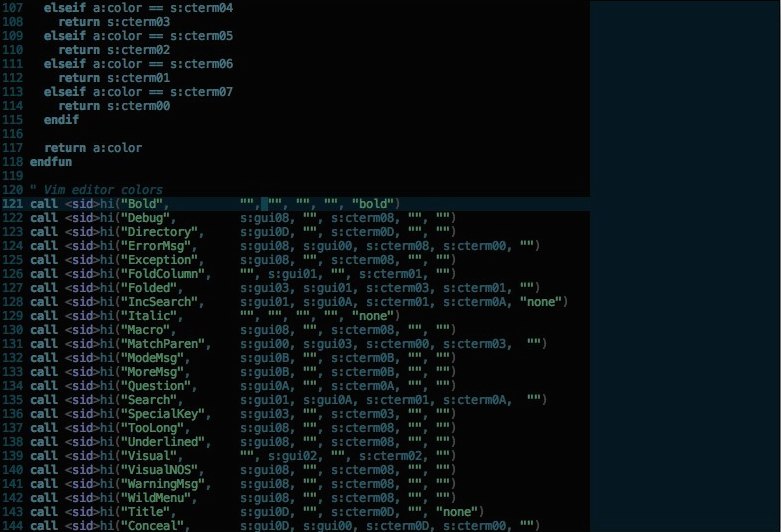 107   elseif a:color == s:cterm04
108     return s:cterm03
109   elseif a:color == s:cterm05
110     return s:cterm02
111   elseif a:color == s:cterm06
112     return s:cterm01
113   elseif a:color == s:cterm07
114     return s:cterm00
115   endif
116
117   return a:color
118 endfun
119
120 " Vim editor colors
121 call <sid>hi("Bold",          "", "", "", "", "bold")
122 call <sid>hi("Debug",         s:gui08, "", s:cterm08, "", "")
123 call <sid>hi("Directory",     s:gui0D, "", s:cterm0D, "", "")
124 call <sid>hi("ErrorMsg",      s:gui08, s:gui00, s:cterm08, s:cterm00, "")
125 call <sid>hi("Exception",     s:gui08, "", s:cterm08, "", "")
126 call <sid>hi("FoldColumn",    "", s:gui01, "", s:cterm01, "")
127 call <sid>hi("Folded",        s:gui03, s:gui01, s:cterm03, s:cterm01, "")
128 call <sid>hi("IncSearch",     s:gui01, s:gui0A, s:cterm01, s:cterm0A, "none")
129 call <sid>hi("Italic",        "", "", "", "", "none")
130 call <sid>hi("Macro",         s:gui08, "", s:cterm08, "", "")
131 call <sid>hi("MatchParen",    s:gui00, s:gui03, s:cterm00, s:cterm03,  "")
132 call <sid>hi("ModeMsg",       s:gui0B, "", s:cterm0B, "", "")
133 call <sid>hi("MoreMsg",       s:gui0B, "", s:cterm0B, "", "")
134 call <sid>hi("Question",      s:gui0A, "", s:cterm0A, "", "")
135 call <sid>hi("Search",        s:gui01, s:gui0A, s:cterm01, s:cterm0A,  "")
136 call <sid>hi("SpecialKey",    s:gui03, "", s:cterm03, "", "")
137 call <sid>hi("TooLong",       s:gui08, "", s:cterm08, "", "")
138 call <sid>hi("Underlined",    s:gui08, "", s:cterm08, "", "")
139 call <sid>hi("Visual",        "", s:gui02, "", s:cterm02, "")
140 call <sid>hi("VisualNOS",     s:gui08, "", s:cterm08, "", "")
141 call <sid>hi("WarningMsg",    s:gui08, "", s:cterm08, "", "")
142 call <sid>hi("WildMenu",      s:gui08, "", s:cterm08, "", "")
143 call <sid>hi("Title",         s:gui0D, "", s:cterm0D, "", "none")
144 call <sid>hi("Conceal",       s:gui0D, s:gui00, s:cterm0D, s:cterm00, "")